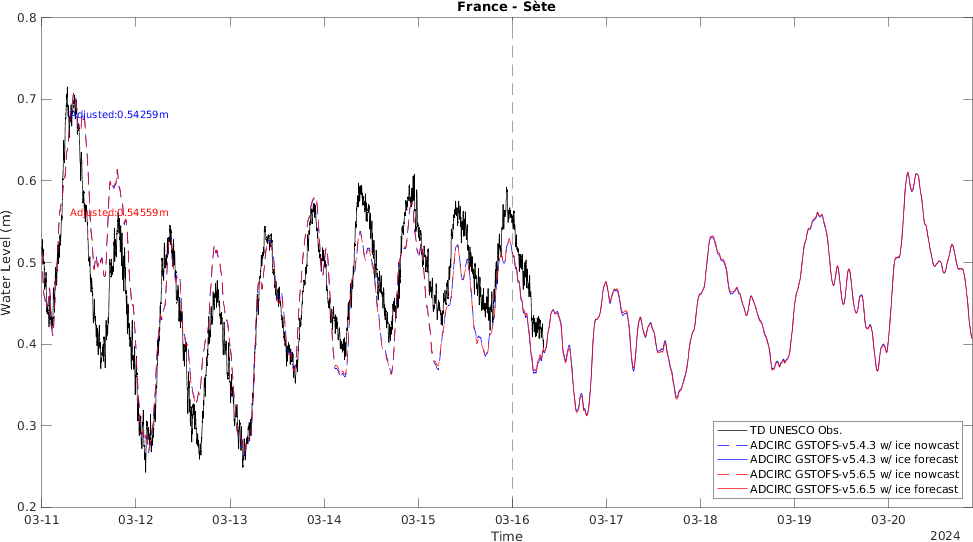 France - Sète
Water Level (m)
0.8
0.7
0.6
0.5
0.4
0.3
0.2
Adjusted:0.54259m
Adjusted:0.54559m
TD UNESCO Obs.
ADCIRC GSTOFS-v5.4.3 w/ ice nowcast
ADCIRC GSTOFS-v5.4.3 w/ ice forecast
ADCIRC GSTOFS-v5.6.5 w/ ice nowcast
ADCIRC GSTOFS-v5.6.5 w/ ice forecast
03-11 03-12 03-13 03-14 03-15 03-16 03-17 03-18 03-19 03-20
Time
2024